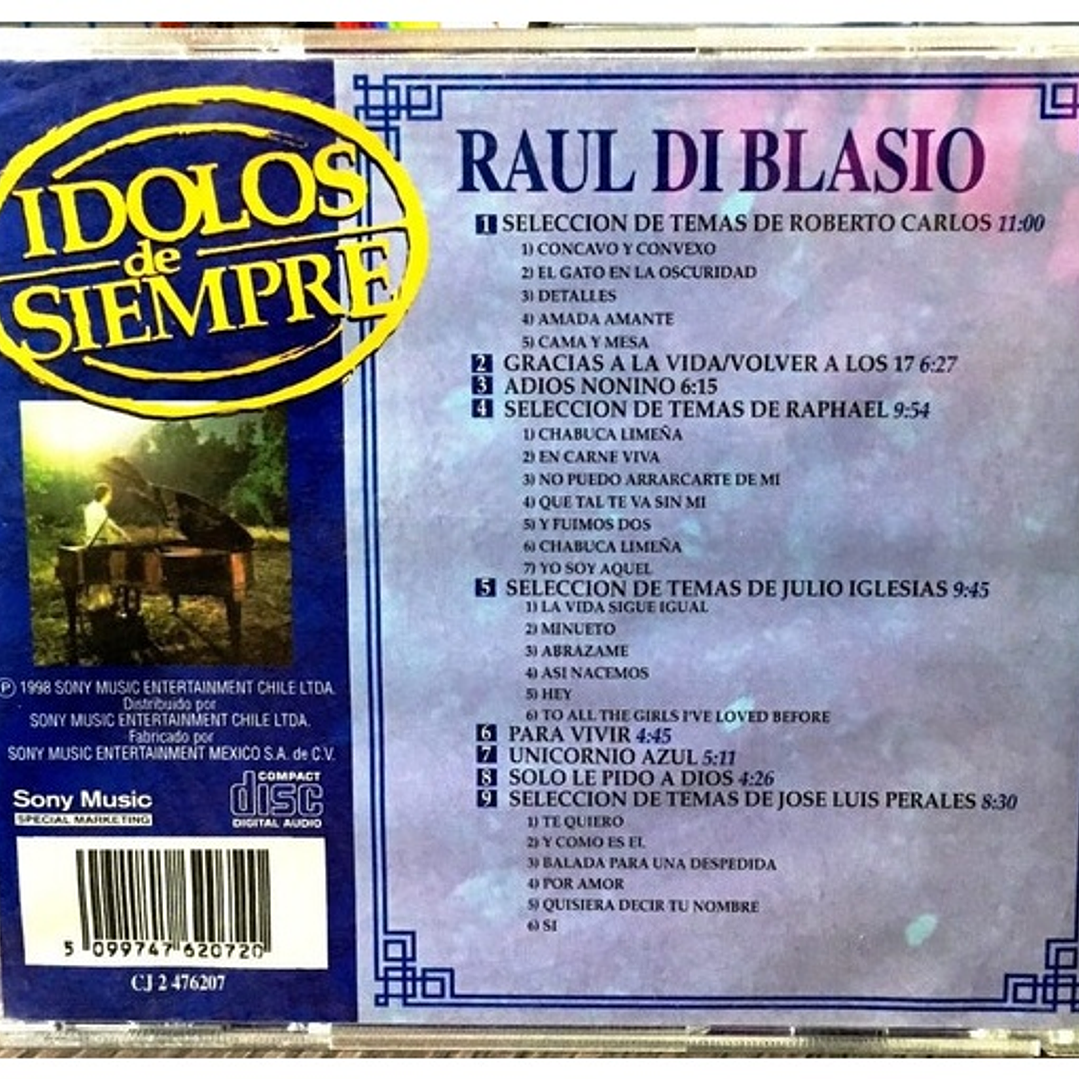 IDOLOS
de
SIEMPRE
RAUL DI BLASIO
1 SELECCION DE TEMAS DE ROBERTO CARLOS 11:00
1) CONCAVO Y CONVEXO
2) EL GATO EN LA OSCURIDAD
3) DETALLES
4) AMADA AMANTE
5) CAMA Y MESA
2 GRACIAS A LA VIDA/VOLVER A LOS 17 6:27
3 ADIOS NONINO 6:15
4 SELECCION DE TEMAS DE RAPHAEL 9:54
1) CHABUCA LIMEÑA
2) EN CARNE VIVA
3) NO PUEDO ARRARCARTE DE MI
4) QUE TAL TE VA SIN MI
5) Y FUIMOS DOS
6) CHABUCA LIMEÑA
7) YO SOY AQUEL
5 SELECCION DE TEMAS DE JULIO IGLESIAS 9:45
1) LA VIDA SIGUE IGUAL
2) MINUETO
3) ABRAZAME
4) ASI NACEMOS
5) HEY
6) TO ALL THE GIRLS I'VE LOVED BEFORE
6 PARA VIVIR 4:45
7 UNICORNIO AZUL 5:11
8 SOLO LE PIDO A DIOS 4:26
9 SELECCION DE TEMAS DE JOSE LUIS PERALES 8:30
1) TE QUIERO
2) Y COMO ES EL
3) BALADA PARA UNA DESPEDIDA
4) POR AMOR
5) QUISIERA DECIR TU NOMBRE
6) SI
℗ 1998 SONY MUSIC ENTERTAINMENT CHILE LTDA.
Distribuido por
SONY MUSIC ENTERTAINMENT CHILE LTDA.
Fabricado por
SONY MUSIC ENTERTAINMENT MEXICO S.A. de C.V.
Sony Music
SPECIAL MARKETING
COMPACT
disc
DIGITAL AUDIO
5 099747 620720
CJ 2 476207